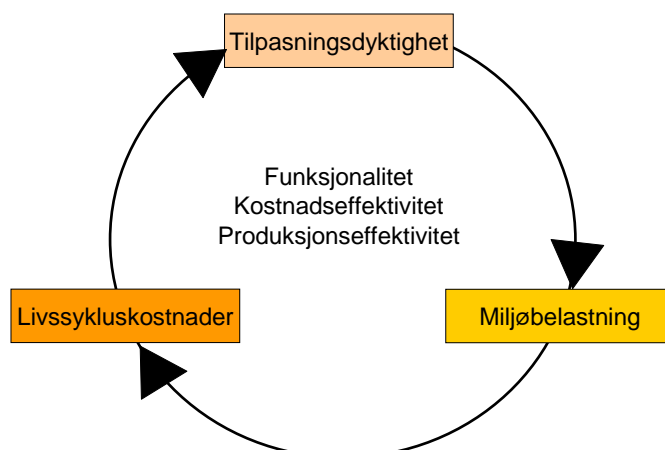 Tilpasningsdyktighet
Funksjonalitet
Kostnadseffektivitet
Produksjonseffektivitet
Livssykluskostnader
Miljøbelastning